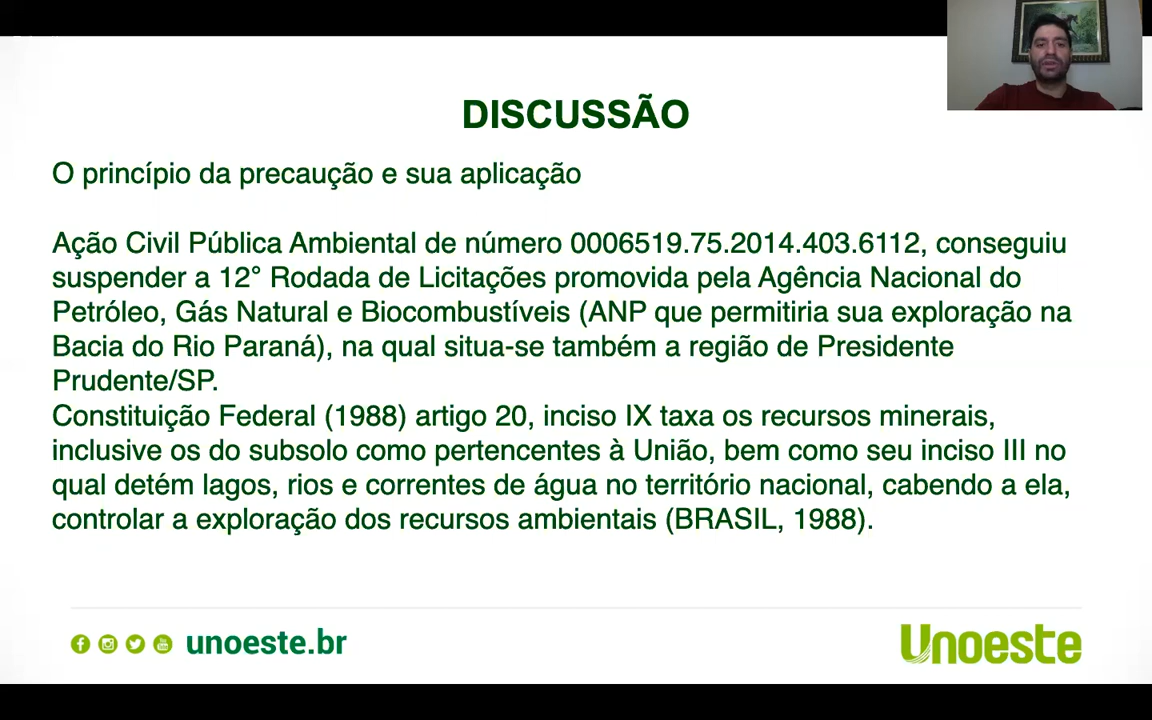 DISCUSSÃO
O princípio da precaução e sua aplicação
Ação Civil Pública Ambiental de número 0006519.75.2014.403.6112, conseguiu
suspender a 12° Rodada de Licitações promovida pela Agência Nacional do
Petróleo, Gás Natural e Biocombustíveis (ANP que permitiria sua exploração na
Bacia do Rio Paraná), na qual situa-se também a região de Presidente
Prudente/SP.
Constituição Federal (1988) artigo 20, inciso IX taxa os recursos minerais,
inclusive os do subsolo como pertencentes à União, bem como seu inciso III no
qual detém lagos, rios e correntes de água no território nacional, cabendo a ela,
controlar a exploração dos recursos ambientais (BRASIL, 1988).
unoeste.br
Unoeste